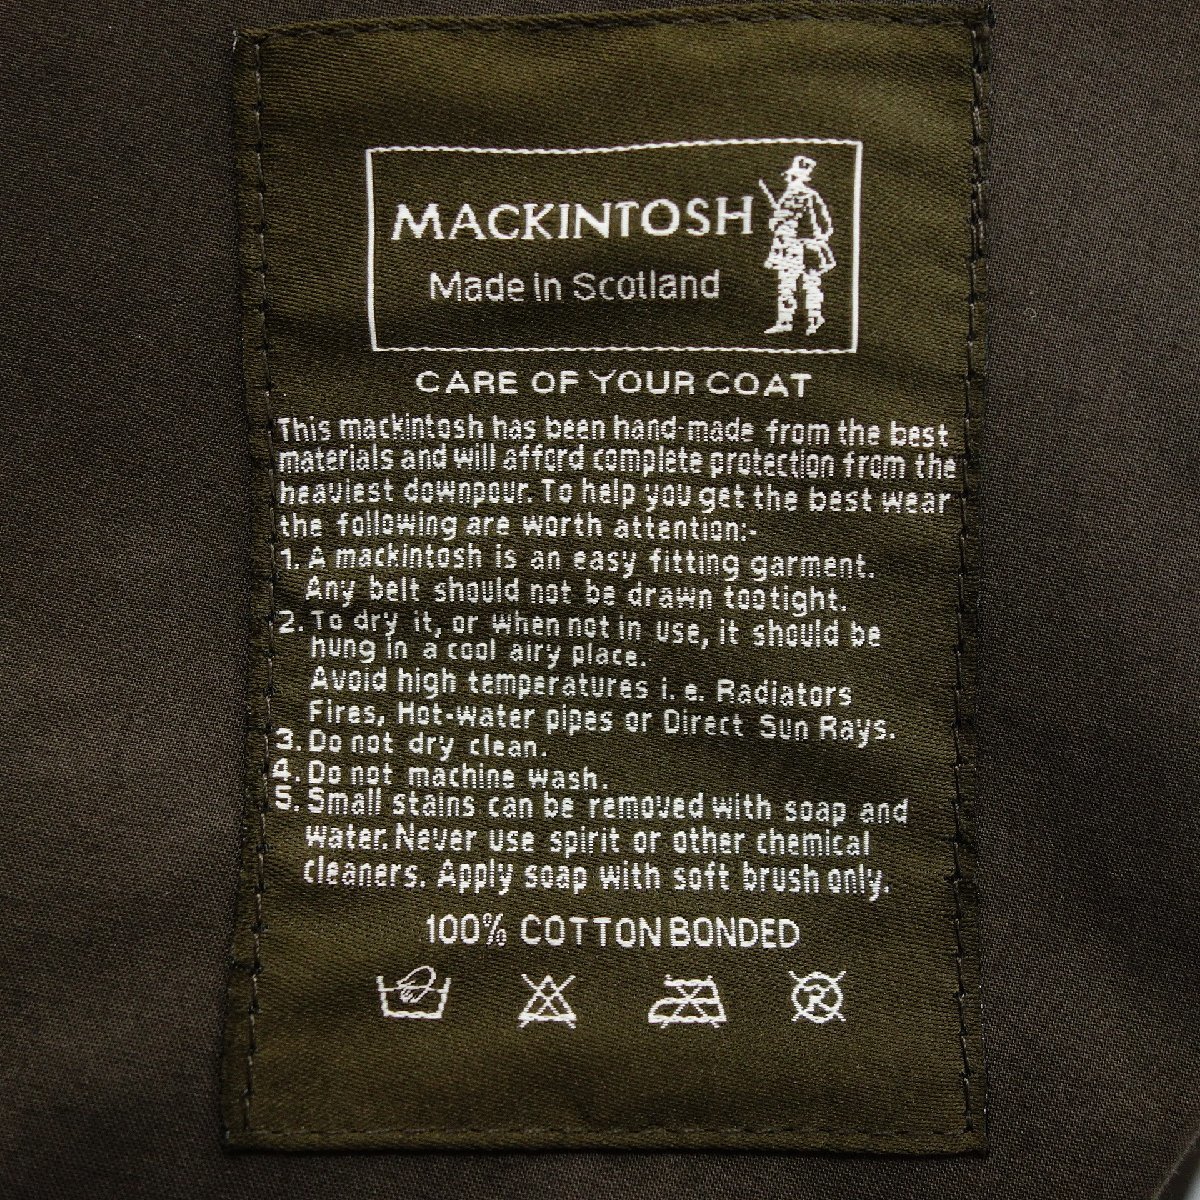 MACKINTOSH
Made in Scotland
CARE OF YOUR COAT
This mackintosh has been hand-made from the best
materials and will afford complete protection from the
heaviest downpour. To help you get the best wear
the following are worth attention:-
1. A mackintosh is an easy fitting garment.
Any belt should not be drawn too tight.
2. To dry it, or when not in use, it should be
hung in a cool airy place.
Avoid high temperatures i. e. Radiators
Fires, Hot-water pipes or Direct Sun Rays.
3. Do not dry clean.
4. Do not machine wash.
5. Small stains can be removed with soap and
water. Never use spirit or other chemical
cleaners. Apply soap with soft brush only.
100% COTTON BONDED
R